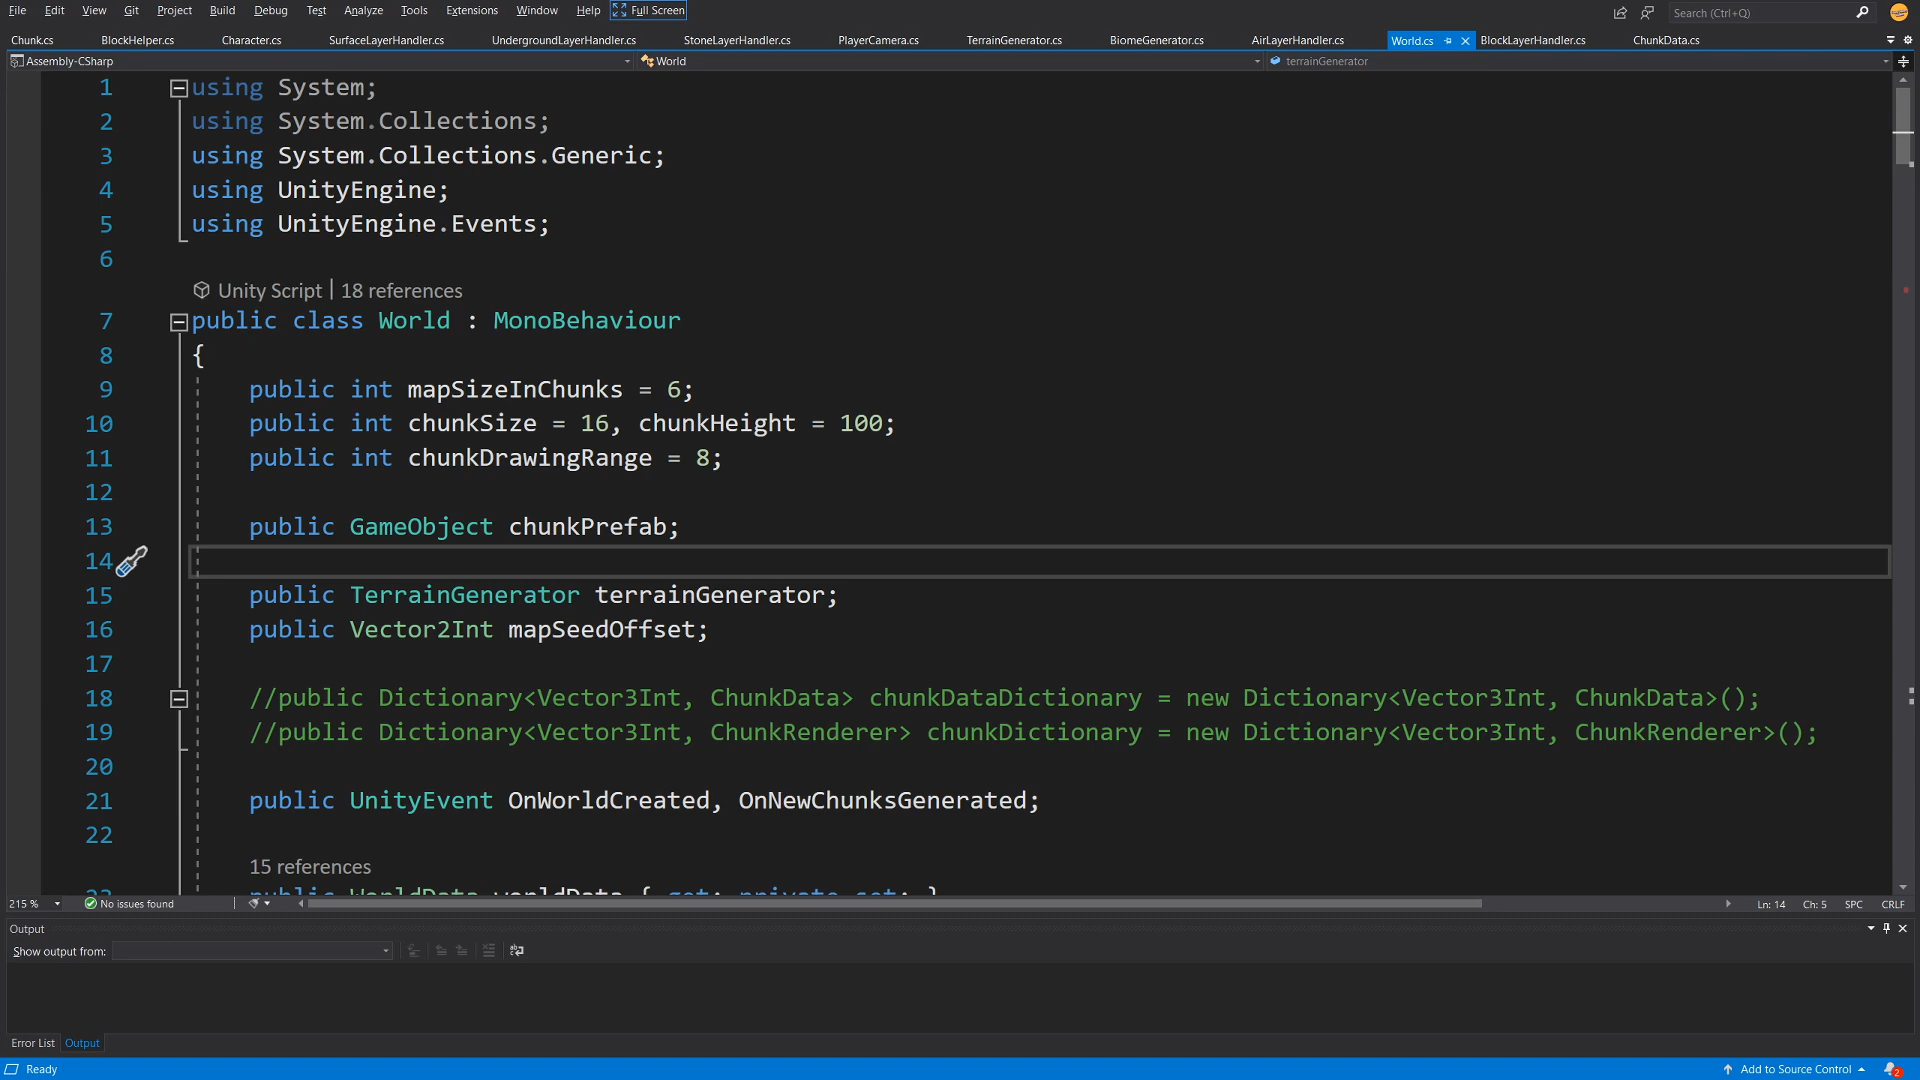 File Edit View Git Project Build Debug Test Analyze Tools Extensions Window Help Full Screen Search (Ctrl+Q)
Chunk.cs BlockHelper.cs Character.cs SurfaceLayerHandler.cs UndergroundLayerHandler.cs StoneLayerHandler.cs PlayerCamera.cs TerrainGenerator.cs BiomeGenerator.cs AirLayerHandler.cs World.cs BlockLayerHandler.cs ChunkData.cs
Assembly-CSharp World terrainGenerator
1 using System;
2 using System.Collections;
3 using System.Collections.Generic;
4 using UnityEngine;
5 using UnityEngine.Events;
6
Unity Script | 18 references
7 public class World : MonoBehaviour
8 {
9 public int mapSizeInChunks = 6;
10 public int chunkSize = 16, chunkHeight = 100;
11 public int chunkDrawingRange = 8;
12
13 public GameObject chunkPrefab;
14
15 public TerrainGenerator terrainGenerator;
16 public Vector2Int mapSeedOffset;
17
18 //public Dictionary<Vector3Int, ChunkData> chunkDataDictionary = new Dictionary<Vector3Int, ChunkData>();
19 //public Dictionary<Vector3Int, ChunkRenderer> chunkDictionary = new Dictionary<Vector3Int, ChunkRenderer>();
20
21 public UnityEvent OnWorldCreated, OnNewChunksGenerated;
22
15 references
23 public WorldData worldData { get; private set; }
215 % No issues found Ln: 14 Ch: 5 SPC CRLF
Output
Show output from:
Error List Output
Ready Add to Source Control 2